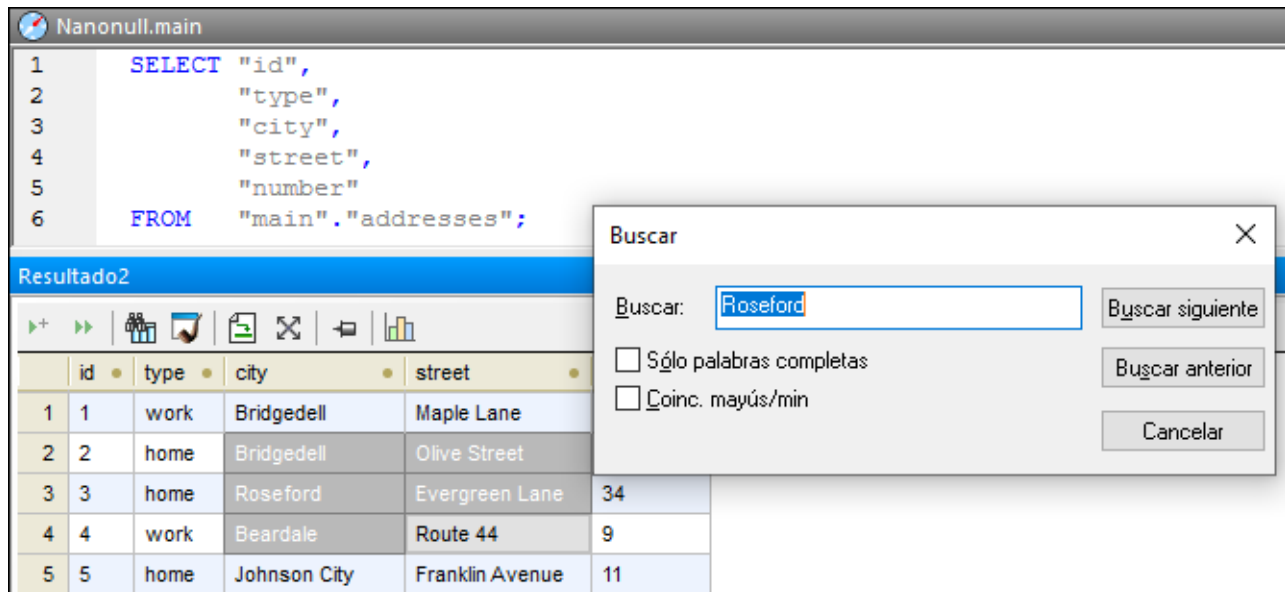 Nanonull.main
1 SELECT "id",
2 "type",
3 "city",
4 "street",
5 "number"
6 FROM "main"."addresses";
Resultado2
id type city street
1 1 work Bridgedell Maple Lane
2 2 home Bridgedell Olive Street
3 3 home Roseford Evergreen Lane 34
4 4 work Beardale Route 44 9
5 5 home Johnson City Franklin Avenue 11
Buscar
Buscar: Roseford Buscar siguiente
Sólo palabras completas Buscar anterior
Coinc. mayús/min
Cancelar